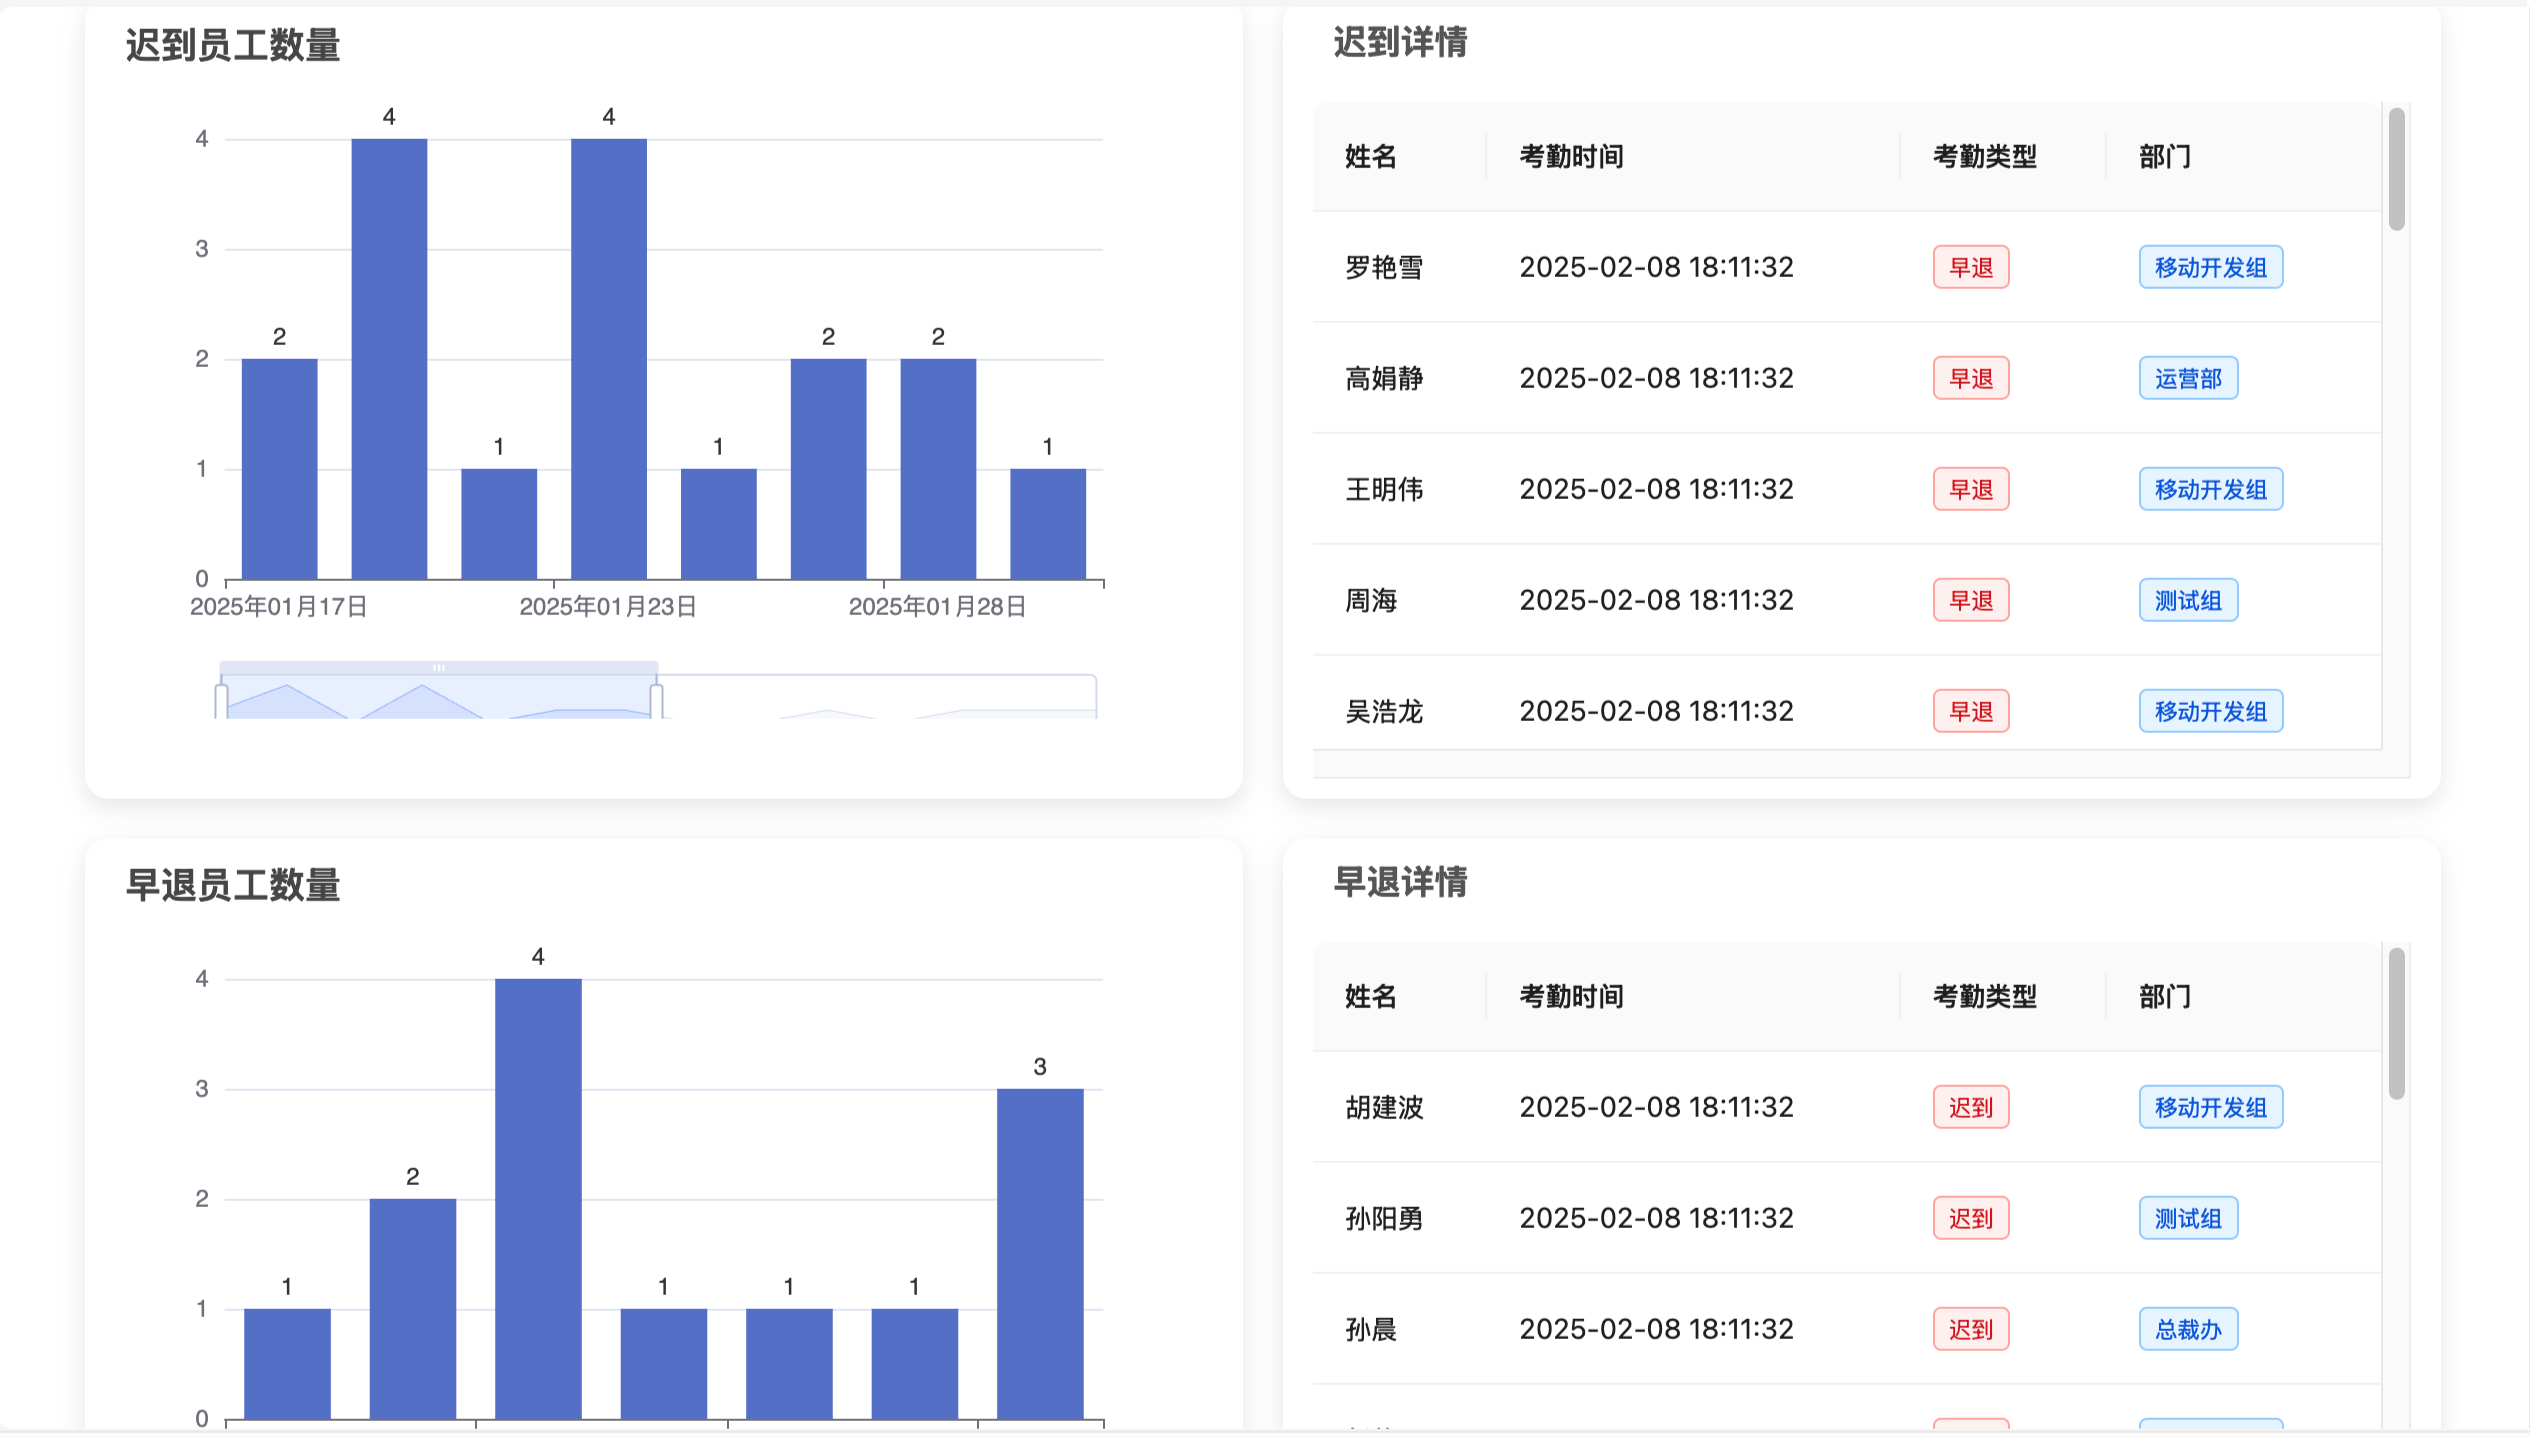 迟到员工数量
4
4
4
3
2
2
2
2
1
1
1
1
0
2025年01月17日
2025年01月23日
2025年01月28日
迟到详情
姓名 考勤时间 考勤类型 部门
罗艳雪 2025-02-08 18:11:32 早退 移动开发组
高娟静 2025-02-08 18:11:32 早退 运营部
王明伟 2025-02-08 18:11:32 早退 移动开发组
周海 2025-02-08 18:11:32 早退 测试组
吴浩龙 2025-02-08 18:11:32 早退 移动开发组
早退员工数量
4
4
3
3
2
2
1
1
1
1
1
0
早退详情
姓名 考勤时间 考勤类型 部门
胡建波 2025-02-08 18:11:32 迟到 移动开发组
孙阳勇 2025-02-08 18:11:32 迟到 测试组
孙晨 2025-02-08 18:11:32 迟到 总裁办